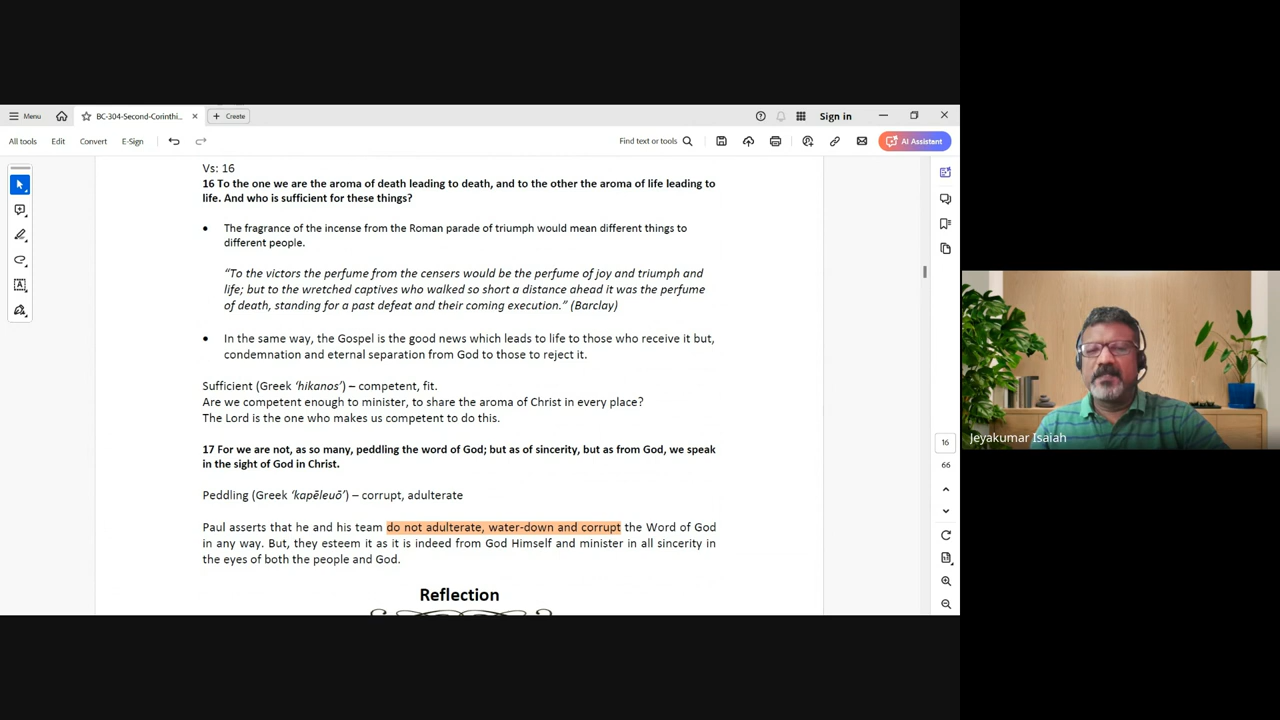 Menu
BC-304-Second-Corinthi...
Create
Sign in
All tools
Edit
Convert
E-Sign
Find text or tools
AI Assistant
Vs: 16
16 To the one we are the aroma of death leading to death, and to the other the aroma of life leading to
life. And who is sufficient for these things?
• The fragrance of the incense from the Roman parade of triumph would mean different things to
different people.
“To the victors the perfume from the censers would be the perfume of joy and triumph and
life; but to the wretched captives who walked so short a distance ahead it was the perfume
of death, standing for a past defeat and their coming execution.” (Barclay)
• In the same way, the Gospel is the good news which leads to life to those who receive it but,
condemnation and eternal separation from God to those to reject it.
Sufficient (Greek ‘hikanos’) – competent, fit.
Are we competent enough to minister, to share the aroma of Christ in every place?
The Lord is the one who makes us competent to do this.
17 For we are not, as so many, peddling the word of God; but as of sincerity, but as from God, we speak
in the sight of God in Christ.
Peddling (Greek ‘kapēleuō’) – corrupt, adulterate
Paul asserts that he and his team do not adulterate, water-down and corrupt the Word of God
in any way. But, they esteem it as it is indeed from God Himself and minister in all sincerity in
the eyes of both the people and God.
Reflection
16
66
Jeyakumar Isaiah